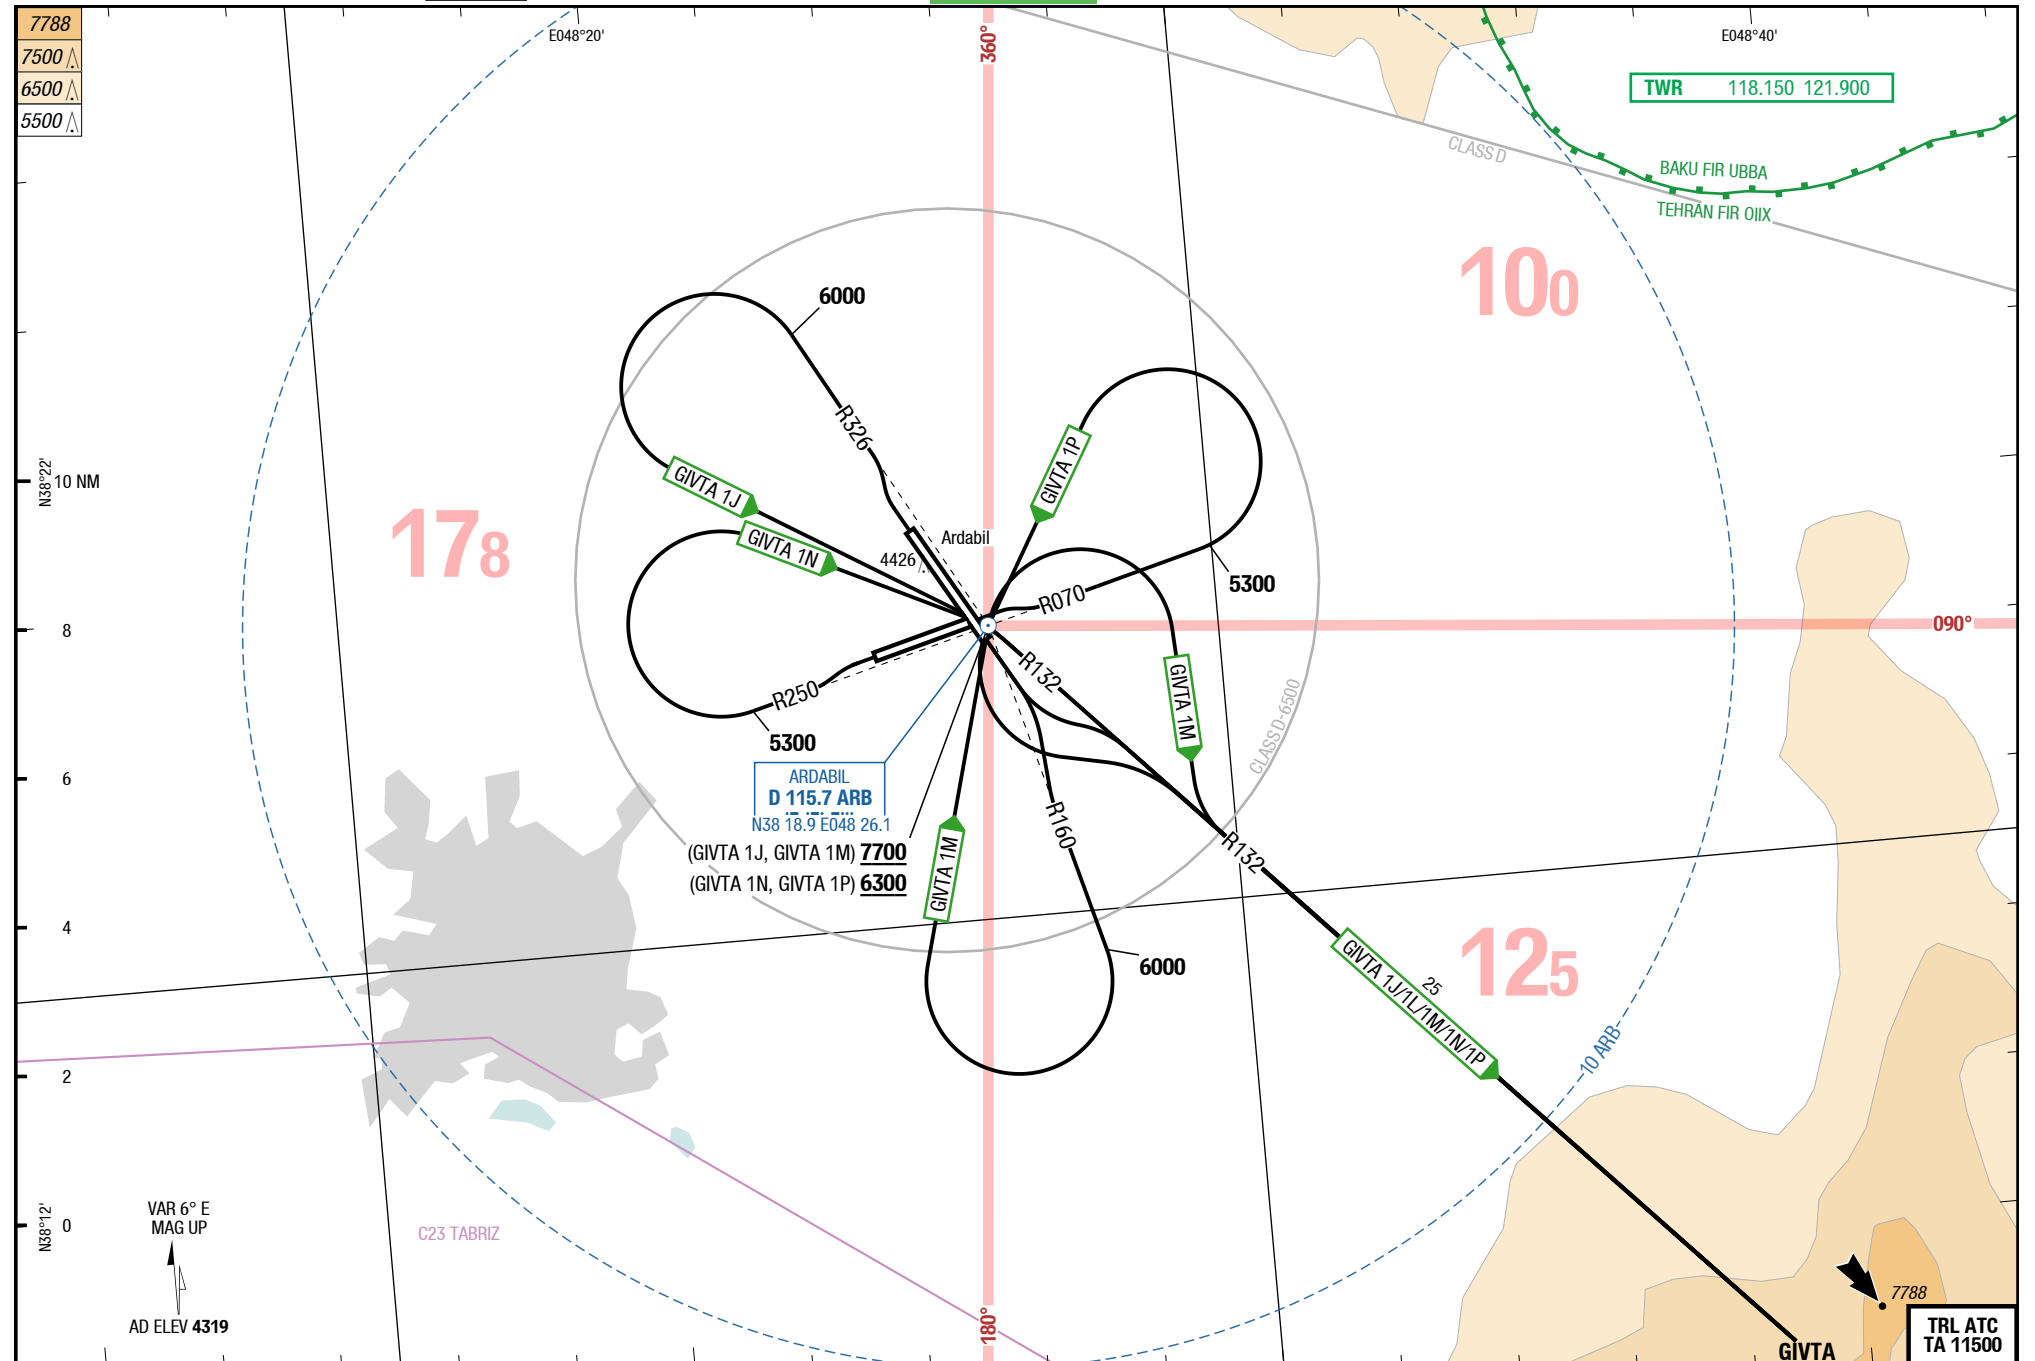 7788
7500
6500
5500
E048°20'
360°
E048°40'
TWR 118.150 121.900
CLASS D
BAKU FIR UBBA
TEHRAN FIR OIIX
100
6000
R326
GIVTA 1P
GIVTA 1J
N38°22'
10 NM
178
GIVTA 1N
Ardabil
4426
R070
5300
8
090°
R132
GIVTA 1M
R250
5300
CLASS D-6500
6
ARDABIL
D 115.7 ARB
N38 18.9 E048 26.1
(GIVTA 1J, GIVTA 1M) 7700
(GIVTA 1N, GIVTA 1P) 6300
GIVTA 1M
R160
R132
4
6000
125
25
GIVTA 1J/1L/1M/1N/1P
10 ARB
2
VAR 6° E
MAG UP
C23 TABRIZ
N38°12'
0
AD ELEV 4319
180°
7788
GIVTA
TRL ATC
TA 11500